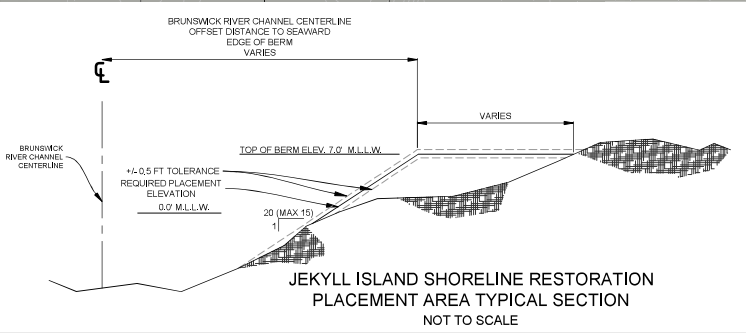 BRUNSWICK RIVER CHANNEL CENTERLINE
OFFSET DISTANCE TO SEAWARD
EDGE OF BERM
VARIES
℄
VARIES
BRUNSWICK
RIVER CHANNEL
CENTERLINE
TOP OF BERM ELEV. 7.0' M.L.L.W.
+/- 0.5 FT TOLERANCE
REQUIRED PLACEMENT
ELEVATION
0.0' M.L.L.W.
20 (MAX 15)
1
JEKYLL ISLAND SHORELINE RESTORATION
PLACEMENT AREA TYPICAL SECTION
NOT TO SCALE